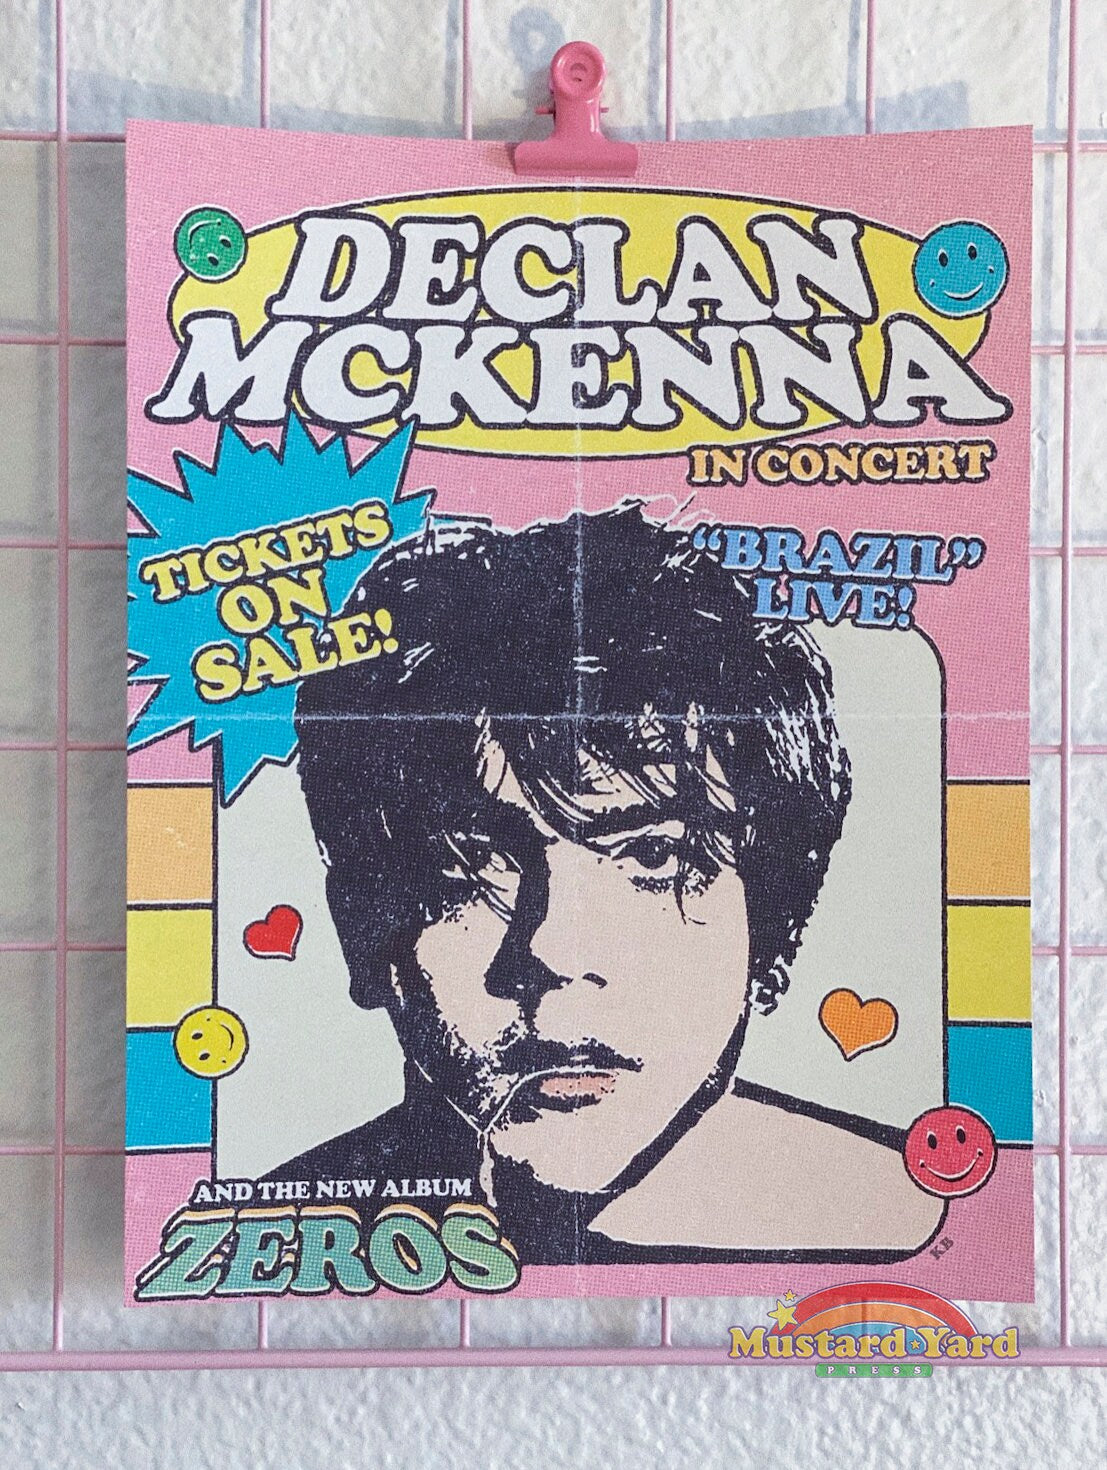 DECLAN
MCKENNA
IN CONCERT
TICKETS
ON
SALE!
“BRAZIL”
LIVE!
AND THE NEW ALBUM
ZEROS
KB
Mustard Yard
PRESS